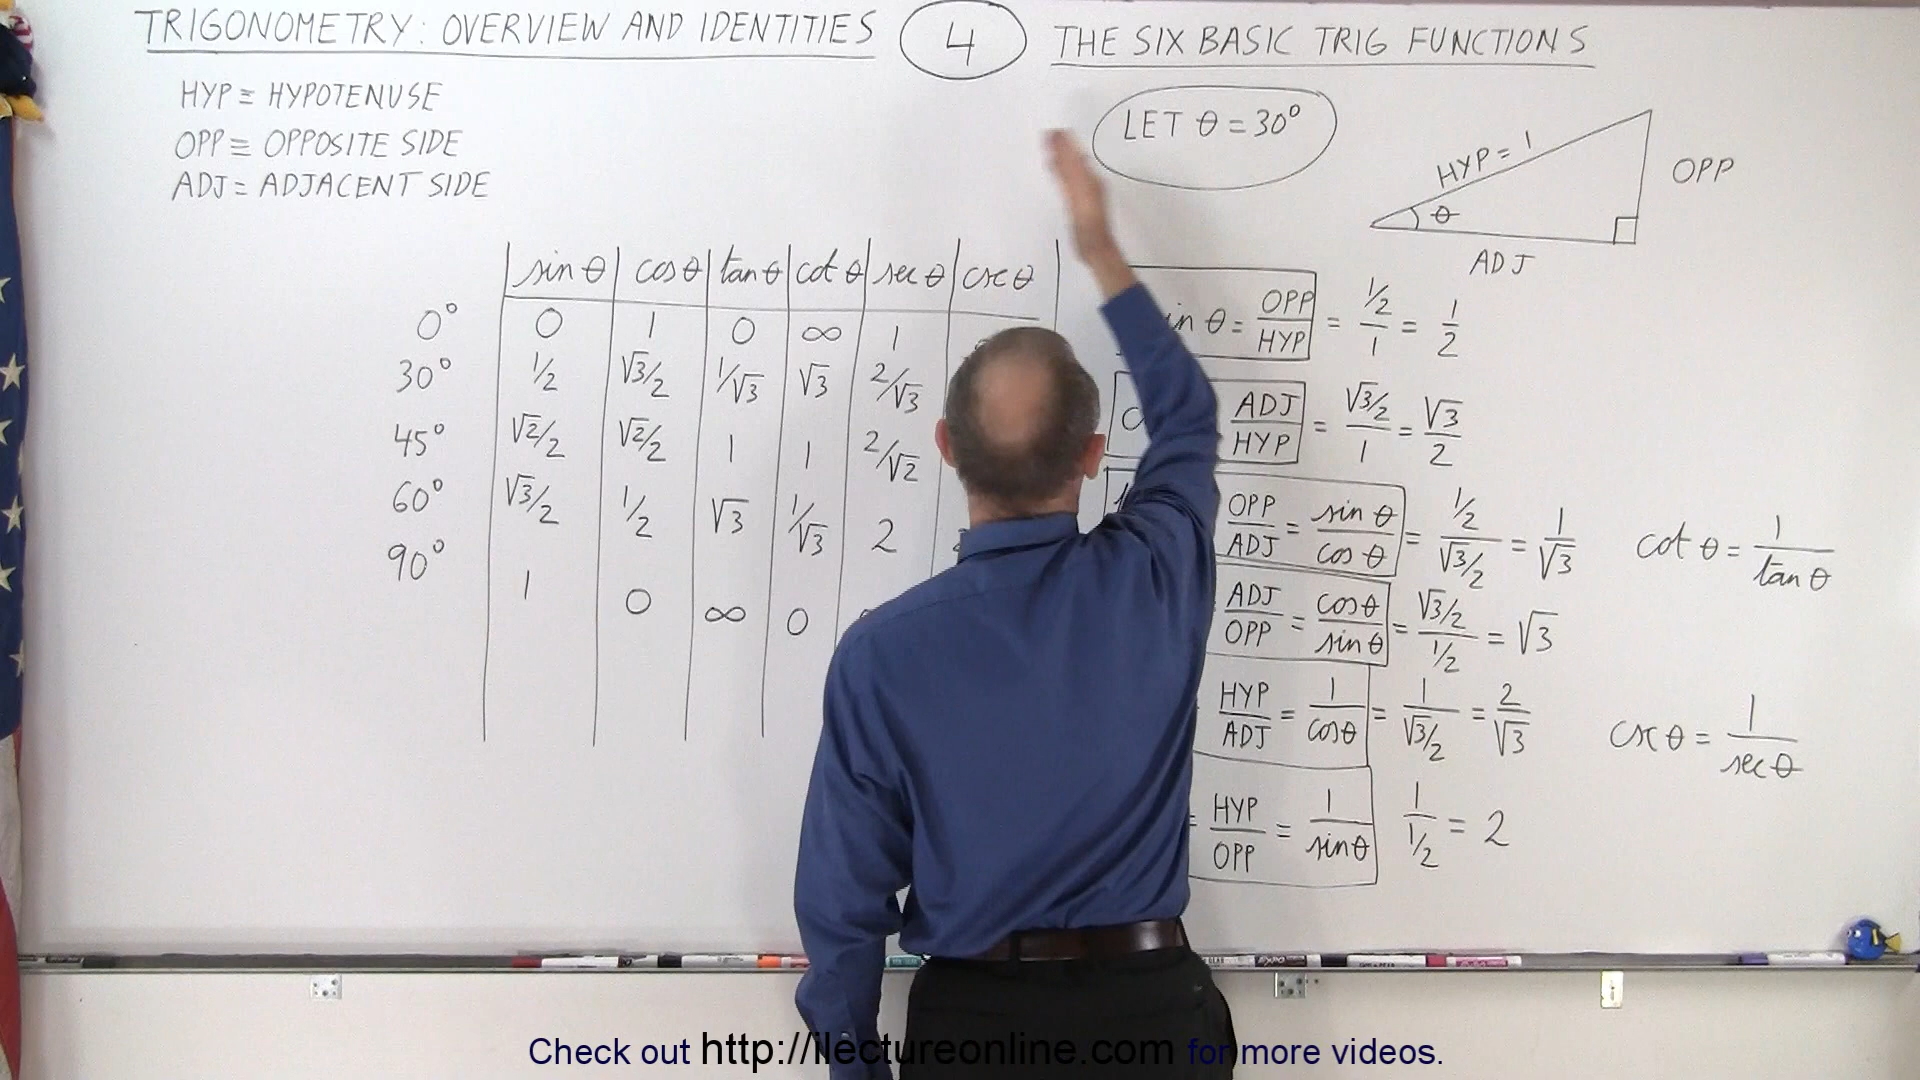 TRIGONOMETRY: OVERVIEW AND IDENTITIES
4
THE SIX BASIC TRIG FUNCTIONS
HYP ≡ HYPOTENUSE
OPP ≡ OPPOSITE SIDE
ADJ = ADJACENT SIDE
LET θ = 30°
HYP = 1
θ
OPP
ADJ
sin θ cos θ tan θ cot θ sec θ csc θ
0° 0 1 0 ∞ 1
30° 1/2 √3/2 1/√3 √3 2/√3
45° √2/2 √2/2 1 1 2/√2
60° √3/2 1/2 √3 1/√3 2
90° 1 0 ∞ 0
in θ = OPP/HYP = 1/2/1 = 1/2
ADJ/HYP = √3/2/1 = √3/2
OPP/ADJ = sin θ/cos θ = 1/2/√3/2 = 1/√3
cot θ = 1/tan θ
ADJ/OPP = cos θ/sin θ = √3/2/1/2 = √3
HYP/ADJ = 1/cos θ = 1/√3/2 = 2/√3
csc θ = 1/sec θ
= HYP/OPP = 1/sin θ 1/1/2 = 2
Check out http://ilectureonline.com for more videos.